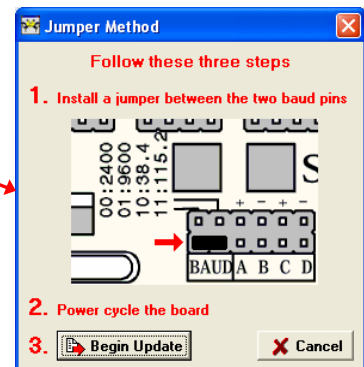 Jumper Method
Follow these three steps
1. Install a jumper between the two baud pins
00:2400
01:9600
10:38.4
11:115.2
S
+ - + -
BAUD A B C D
2. Power cycle the board
3. Begin Update
Cancel